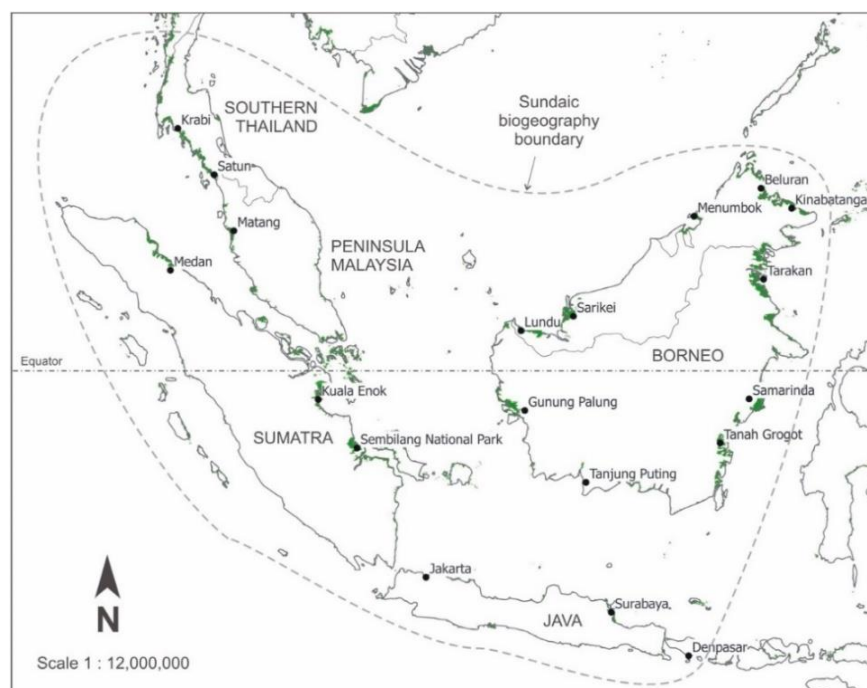 SOUTHERN
THAILAND
Sundaic
biogeography
boundary
Krabi
Satun
Beluran
Kinabatanga
Menumbok
Matang
PENINSULA
MALAYSIA
Medan
Tarakan
Sarikei
Lundu
BORNEO
Equator
Kuala Enok
Samarinda
Gunung Palung
SUMATRA
Sembilang National Park
Tanah Grogot
Tanjung Puting
Jakarta
N
Surabaya
JAVA
Denpasar
Scale 1 : 12,000,000